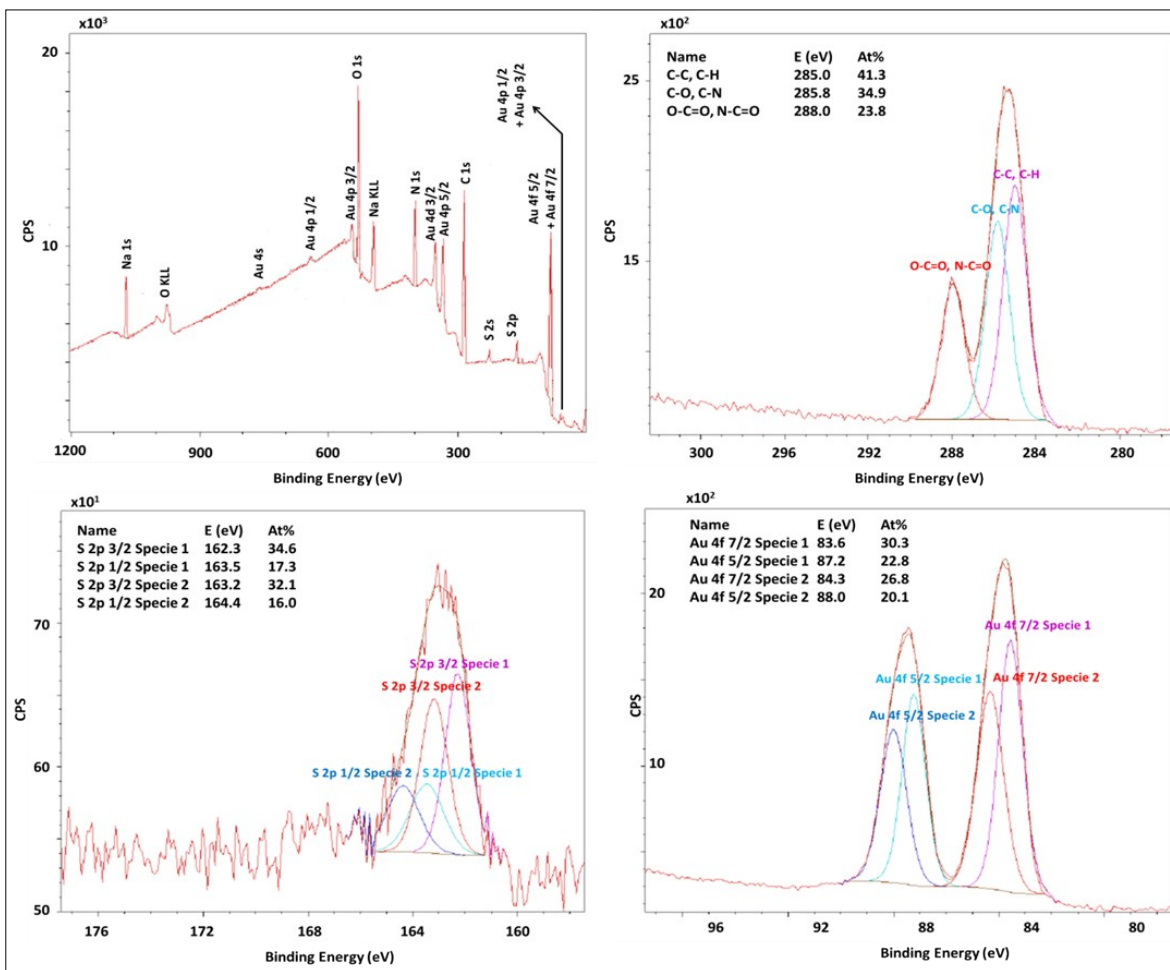 x10³
20
10
CPS
Na 1s
O KLL
Au 4s
Au 4p 1/2
Au 4p 3/2
O 1s
Na KLL
N 1s
Au 4d 3/2
Au 4p 5/2
C 1s
S 2s
S 2p
Au 4f 5/2
+ Au 4f 7/2
Au 4p 1/2
+ Au 4p 3/2
1200 900 600 300
Binding Energy (eV)
x10²
25
15
CPS
Name E (eV) At%
C-C, C-H 285.0 41.3
C-O, C-N 285.8 34.9
O-C=O, N-C=O 288.0 23.8
C-C, C-H
C-O, C-N
O-C=O, N-C=O
300 296 292 288 284 280
Binding Energy (eV)
x10¹
70
60
50
CPS
Name E (eV) At%
S 2p 3/2 Specie 1 162.3 34.6
S 2p 1/2 Specie 1 163.5 17.3
S 2p 3/2 Specie 2 163.2 32.1
S 2p 1/2 Specie 2 164.4 16.0
S 2p 3/2 Specie 1
S 2p 3/2 Specie 2
S 2p 1/2 Specie 2 S 2p 1/2 Specie 1
176 172 168 164 160
Binding Energy (eV)
x10²
20
10
CPS
Name E (eV) At%
Au 4f 7/2 Specie 1 83.6 30.3
Au 4f 5/2 Specie 1 87.2 22.8
Au 4f 7/2 Specie 2 84.3 26.8
Au 4f 5/2 Specie 2 88.0 20.1
Au 4f 7/2 Specie 1
Au 4f 5/2 Specie 1 Au 4f 7/2 Specie 2
Au 4f 5/2 Specie 2
96 92 88 84 80
Binding Energy (eV)